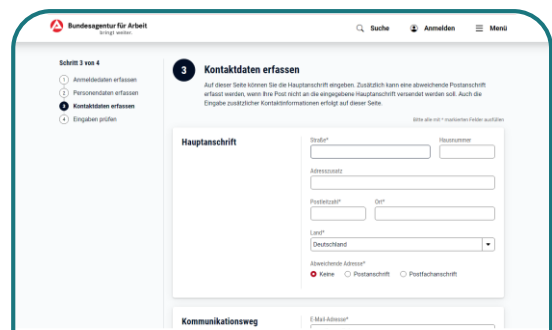 Bundesagentur für Arbeit
bringt weiter.
Suche
Anmelden
Menü
Schritt 3 von 4
1 Anmeldedaten erfassen
2 Personendaten erfassen
3 Kontaktdaten erfassen
4 Eingaben prüfen
3 Kontaktdaten erfassen
Auf dieser Seite können Sie die Hauptanschrift eingeben. Zusätzlich kann eine abweichende Postanschrift
erfasst werden, wenn Ihre Post nicht an die eingegebene Hauptanschrift versendet werden soll. Auch die
Eingabe zusätzlicher Kontaktinformationen erfolgt auf dieser Seite.
Bitte alle mit * markierten Felder ausfüllen
Hauptanschrift
Straße* Hausnummer
Adresszusatz
Postleitzahl* Ort*
Land*
Deutschland
Abweichende Adresse*
Keine Postanschrift Postfachanschrift
Kommunikationsweg
E-Mail-Adresse*